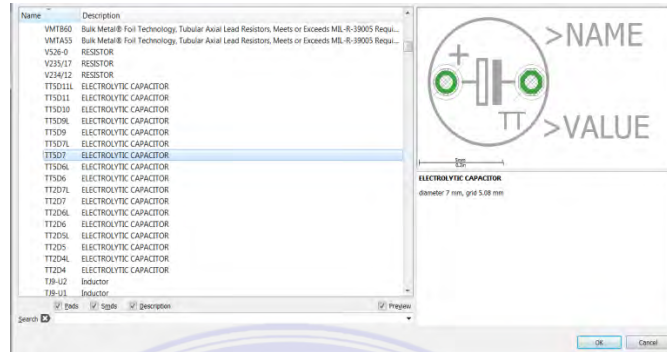 Name Description
VMTB60 Bulk Metal® Foil Technology, Tubular Axial Lead Resistors, Meets or Exceeds MIL-R-39005 Requi...
VMTA55 Bulk Metal® Foil Technology, Tubular Axial Lead Resistors, Meets or Exceeds MIL-R-39005 Requi...
V526-0 RESISTOR
V235/17 RESISTOR
V234/12 RESISTOR
TT5D11L ELECTROLYTIC CAPACITOR
TT5D11 ELECTROLYTIC CAPACITOR
TT5D10 ELECTROLYTIC CAPACITOR
TT5D9L ELECTROLYTIC CAPACITOR
TT5D9 ELECTROLYTIC CAPACITOR
TT5D7L ELECTROLYTIC CAPACITOR
TT5D7 ELECTROLYTIC CAPACITOR
TT5D6L ELECTROLYTIC CAPACITOR
TT5D6 ELECTROLYTIC CAPACITOR
TT2D7L ELECTROLYTIC CAPACITOR
TT2D7 ELECTROLYTIC CAPACITOR
TT2D6L ELECTROLYTIC CAPACITOR
TT2D6 ELECTROLYTIC CAPACITOR
TT2D5L ELECTROLYTIC CAPACITOR
TT2D5 ELECTROLYTIC CAPACITOR
TT2D4L ELECTROLYTIC CAPACITOR
TT2D4 ELECTROLYTIC CAPACITOR
TJ9-U2 Inductor
TJ9-U1 Inductor
Pads Smds Description Preview
Search
>NAME
+
TT
>VALUE
5mm
0.2in
ELECTROLYTIC CAPACITOR
diameter 7 mm, grid 5.08 mm
OK Cancel